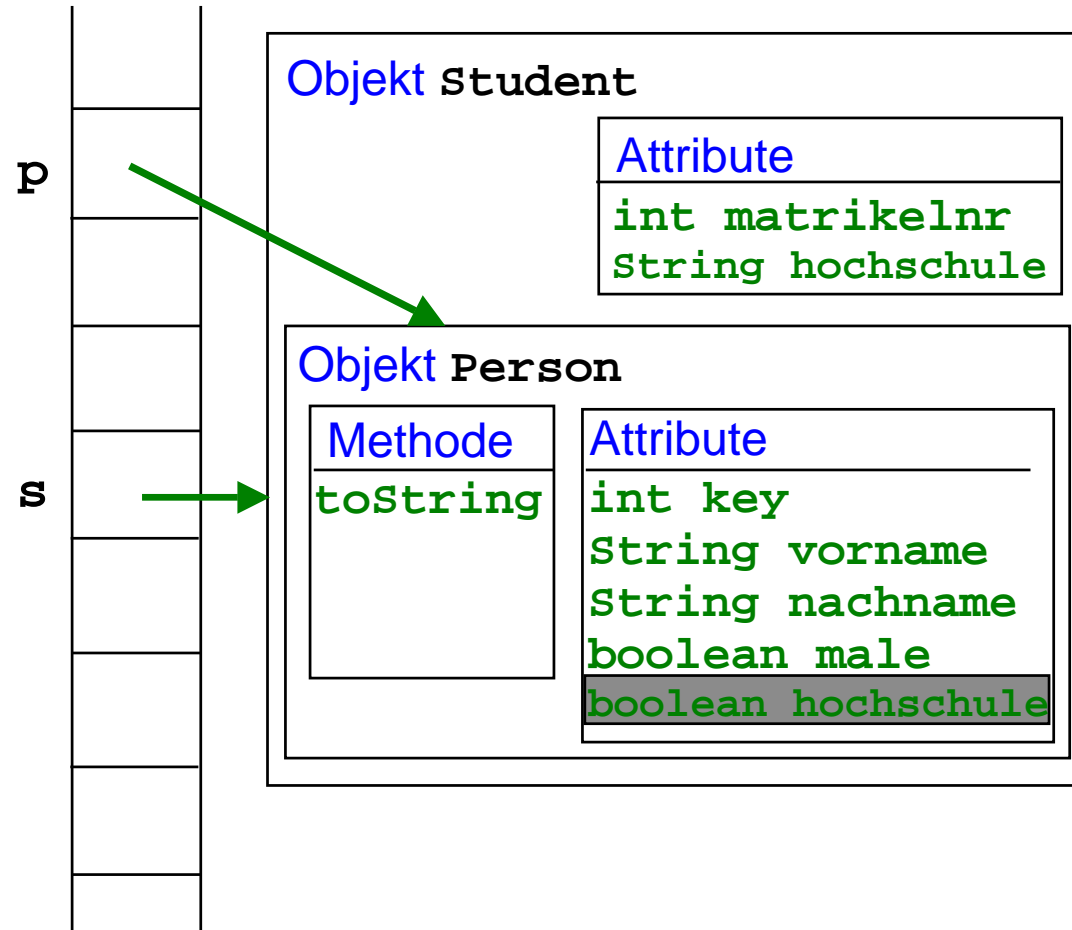 Objekt Student
Attribute
p
int matrikelnr
String hochschule
Objekt Person
Methode
Attribute
s
toString
int key
String vorname
String nachname
boolean male
boolean hochschule